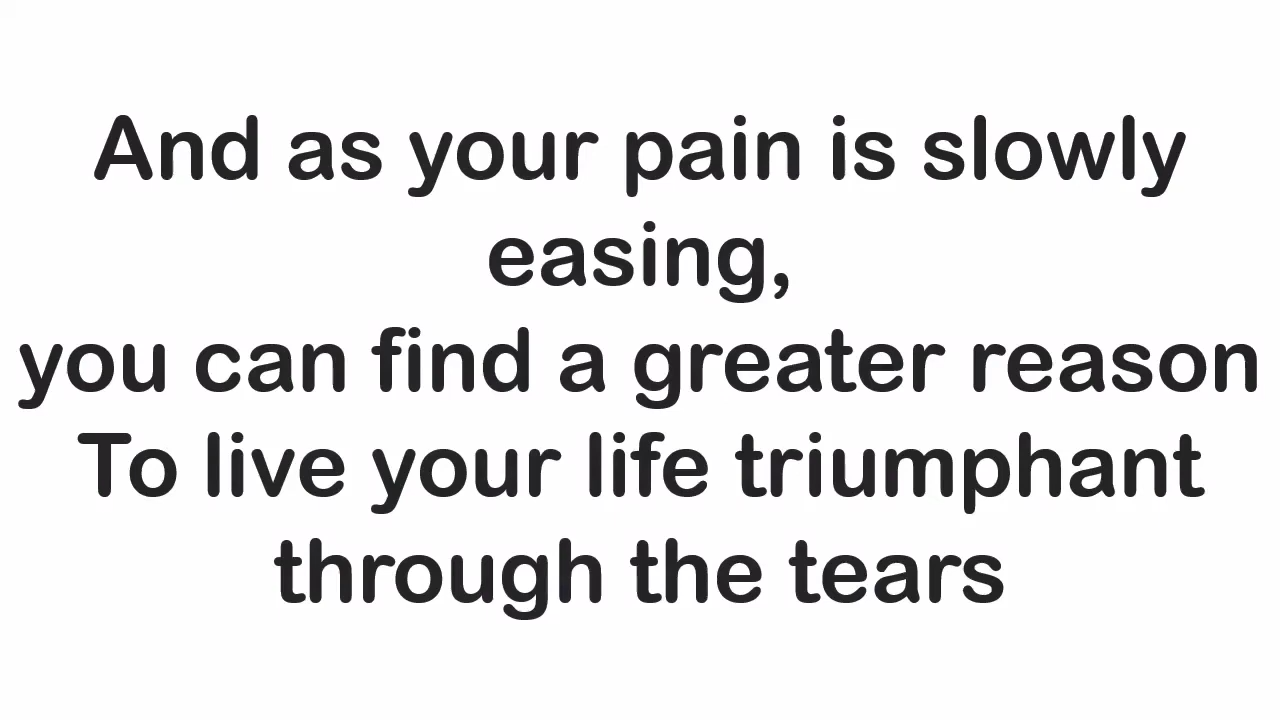 And as your pain is slowly
easing,
you can find a greater reason
To live your life triumphant
through the tears